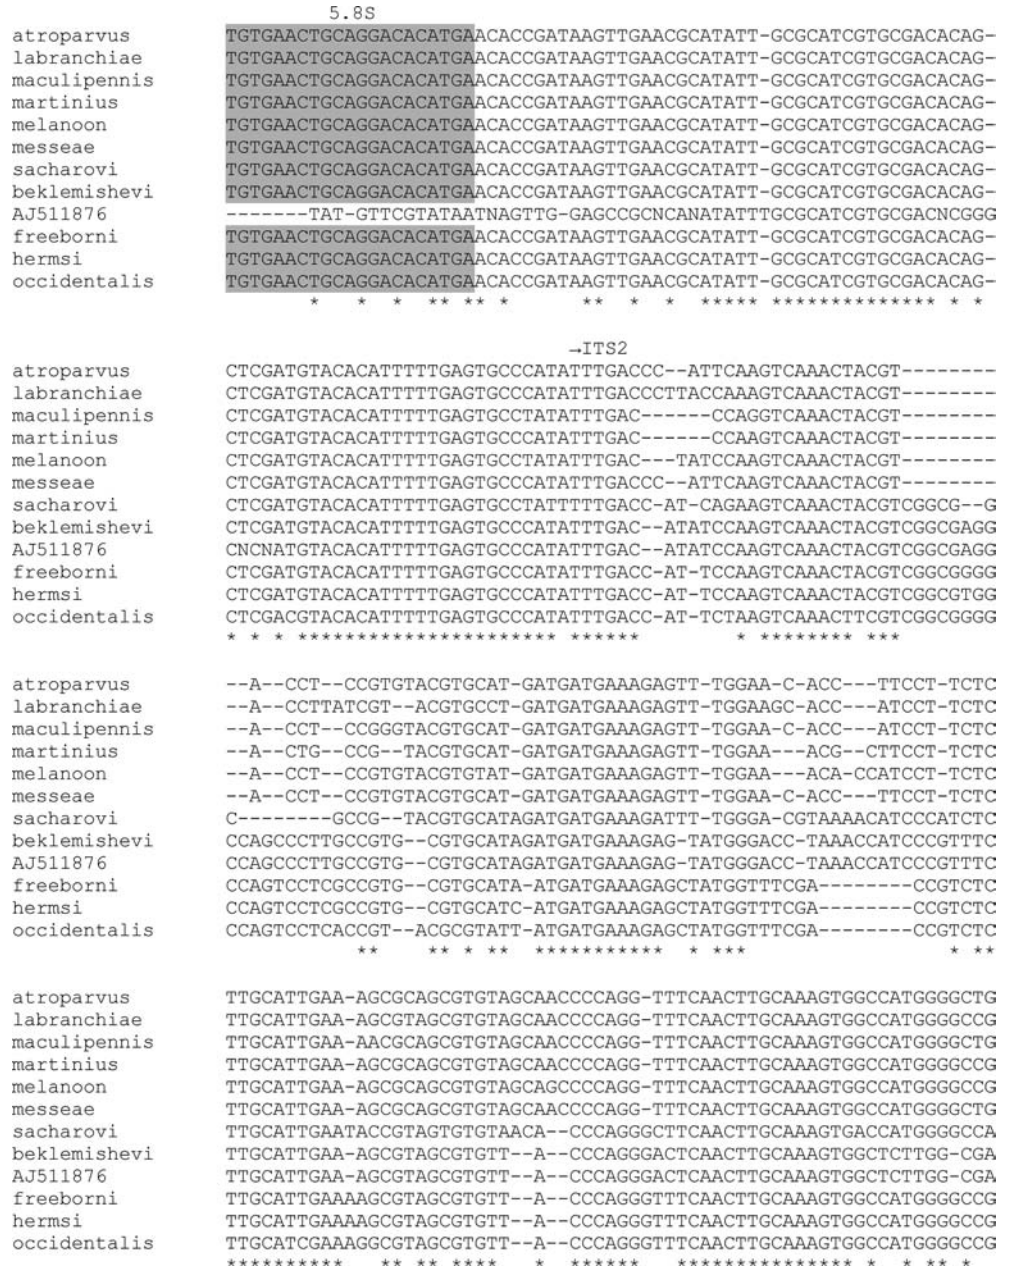 5.8S
atroparvus TGTGAACTGCAGGACACATGAACACCGATAAGTTGAACGCATATT-GCGCATCGTGCGACACAG-
labranchiae TGTGAACTGCAGGACACATGAACACCGATAAGTTGAACGCATATT-GCGCATCGTGCGACACAG-
maculipennis TGTGAACTGCAGGACACATGAACACCGATAAGTTGAACGCATATT-GCGCATCGTGCGACACAG-
martinius TGTGAACTGCAGGACACATGAACACCGATAAGTTGAACGCATATT-GCGCATCGTGCGACACAG-
melanoon TGTGAACTGCAGGACACATGAACACCGATAAGTTGAACGCATATT-GCGCATCGTGCGACACAG-
messeae TGTGAACTGCAGGACACATGAACACCGATAAGTTGAACGCATATT-GCGCATCGTGCGACACAG-
sacharovi TGTGAACTGCAGGACACATGAACACCGATAAGTTGAACGCATATT-GCGCATCGTGCGACACAG-
beklemishevi TGTGAACTGCAGGACACATGAACACCGATAAGTTGAACGCATATT-GCGCATCGTGCGACACAG-
AJ511876 -------TAT-GTTCGTATAATNAGTTG-GAGCCGCNCANATATTTGCGCATCGTGCGACNCGGG
freeborni TGTGAACTGCAGGACACATGAACACCGATAAGTTGAACGCATATT-GCGCATCGTGCGACACAG-
hermsi TGTGAACTGCAGGACACATGAACACCGATAAGTTGAACGCATATT-GCGCATCGTGCGACACAG-
occidentalis TGTGAACTGCAGGACACATGAACACCGATAAGTTGAACGCATATT-GCGCATCGTGCGACACAG-
* * * ** ** * ** * * ***** ************** * *
→ITS2
atroparvus CTCGATGTACACATTTTTGAGTGCCCATATTTGACCC--ATTCAAGTCAAACTACGT--------
labranchiae CTCGATGTACACATTTTTGAGTGCCCATATTTGACCCTTACCAAGTCAAACTACGT--------
maculipennis CTCGATGTACACATTTTTGAGTGCCTATATTTGAC------CCAGGTCAAACTACGT--------
martinius CTCGATGTACACATTTTTGAGTGCCCATATTTGAC------CCAAGTCAAACTACGT--------
melanoon CTCGATGTACACATTTTTGAGTGCCTATATTTGAC---TATCCAAGTCAAACTACGT--------
messeae CTCGATGTACACATTTTTGAGTGCCCATATTTGACCC--ATTCAAGTCAAACTACGT--------
sacharovi CTCGATGTACACATTTTTGAGTGCCTATTTTTGACC-AT-CAGAAGTCAAACTACGTCGGCG--G
beklemishevi CTCGATGTACACATTTTTGAGTGCCCATATTTGAC--ATATCCAAGTCAAACTACGTCGGCGAGG
AJ511876 CNCNATGTACACATTTTTGAGTGCCCATATTTGAC--ATATCCAAGTCAAACTACGTCGGCGAGG
freeborni CTCGATGTACACATTTTTGAGTGCCCATATTTGACC-AT-TCCAAGTCAAACTACGTCGGCGGGG
hermsi CTCGATGTACACATTTTTGAGTGCCCATATTTGACC-AT-TCCAAGTCAAACTACGTCGGCGTGG
occidentalis CTCGACGTACACATTTTTGAGTGCCCATATTTGACC-AT-TCTAAGTCAAACTTCGTCGGCGGGG
* * * ********************** ****** * ******** ***
atroparvus --A--CCT--CCGTGTACGTGCAT-GATGATGAAAGAGTT-TGGAA-C-ACC---TTCCT-TCTC
labranchiae --A--CCTTATCGT--ACGTGCCT-GATGATGAAAGAGTT-TGGAAGC-ACC---ATCCT-TCTC
maculipennis --A--CCT--CCGGGTACGTGCAT-GATGATGAAAGAGTT-TGGAA-C-ACC---ATCCT-TCTC
martinius --A--CTG--CCG--TACGTGCAT-GATGATGAAAGAGTT-TGGAA---ACG--CTTCCT-TCTC
melanoon --A--CCT--CCGTGTACGTGTAT-GATGATGAAAGAGTT-TGGAA---ACA-CCATCCT-TCTC
messeae --A--CCT--CCGTGTACGTGCAT-GATGATGAAAGAGTT-TGGAA-C-ACC---TTCCT-TCTC
sacharovi C--------GCCG--TACGTGCATAGATGATGAAAGATTT-TGGGA-CGTAAAACATCCCATCTC
beklemishevi CCAGCCCTTGCCGTG--CGTGCATAGATGATGAAAGAG-TATGGGACC-TAAACCATCCCGTTTC
AJ511876 CCAGCCCTTGCCGTG--CGTGCATAGATGATGAAAGAG-TATGGGACC-TAAACCATCCCGTTTC
freeborni CCAGTCCTCGCCGTG--CGTGCATA-ATGATGAAAGAGCTATGGTTTCGA--------CCGTCTC
hermsi CCAGTCCTCGCCGTG--CGTGCATC-ATGATGAAAGAGCTATGGTTTCGA--------CCGTCTC
occidentalis CCAGTCCTCACCGT--ACGCGTATT-ATGATGAAAGAGCTATGGTTTCGA--------CCGTCTC
** ** * ** *********** * *** * **
atroparvus TTGCATTGAA-AGCGCAGCGTGTAGCAACCCCAGG-TTTCAACTTGCAAAGTGGCCATGGGGCTG
labranchiae TTGCATTGAA-AGCGTAGCGTGTAGCAACCCCAGG-TTTCAACTTGCAAAGTGGCCATGGGGCCG
maculipennis TTGCATTGAA-AACGCAGCGTGTAGCAACCCCAGG-TTTCAACTTGCAAAGTGGCCATGGGGCTG
martinius TTGCATTGAA-AGCGTAGCGTGTAGCAACCCCAGG-TTTCAACTTGCAAAGTGGCCATGGGGCCG
melanoon TTGCATTGAA-AGCGCAGCGTGTAGCAGCCCCAGG-TTTCAACTTGCAAAGTGGCCATGGGGCCG
messeae TTGCATTGAA-AGCGCAGCGTGTAGCAACCCCAGG-TTTCAACTTGCAAAGTGGCCATGGGGCTG
sacharovi TTGCATTGAATACCGTAGTGTGTAACA--CCCAGGGCTTCAACTTGCAAAGTGACCATGGGGCCA
beklemishevi TTGCATTGAA-AGCGTAGCGTGTT--A--CCCAGGGACTCAACTTGCAAAGTGGCTCTTGG-CGA
AJ511876 TTGCATTGAA-AGCGTAGCGTGTT--A--CCCAGGGACTCAACTTGCAAAGTGGCTCTTGG-CGA
freeborni TTGCATTGAAAAGCGTAGCGTGTT--A--CCCAGGGTTTCAACTTGCAAAGTGGCCATGGGGCCG
hermsi TTGCATTGAAAAGCGTAGCGTGTT--A--CCCAGGGTTTCAACTTGCAAAGTGGCCATGGGGCCG
occidentalis TTGCATCGAAAGGCGTAGCGTGTT--A--CCCAGGGTTTCAACTTGCAAAGTGGCCATGGGGCCG
********** ** ** **** * ****** *************** * * ** *